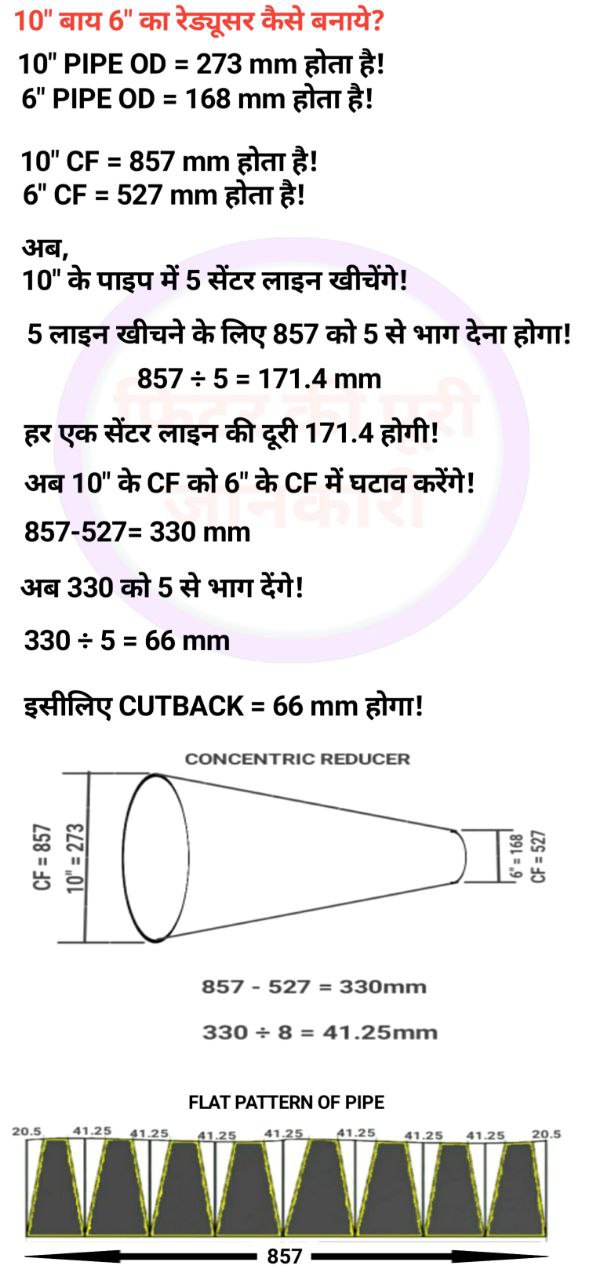 10" बाय 6" का रेड्यूसर कैसे बनाये?
10" PIPE OD = 273 mm होता है!
6" PIPE OD = 168 mm होता है!
10" CF = 857 mm होता है!
6" CF = 527 mm होता है!
अब,
10" के पाइप में 5 सेंटर लाइन खीचेंगे!
5 लाइन खीचने के लिए 857 को 5 से भाग देना होगा!
857 ÷ 5 = 171.4 mm
फिटर की पूरी
जानकारी
हर एक सेंटर लाइन की दूरी 171.4 होगी!
अब 10" के CF को 6" के CF में घटाव करेंगे!
857-527= 330 mm
अब 330 को 5 से भाग देंगे!
330 ÷ 5 = 66 mm
इसीलिए CUTBACK = 66 mm होगा!
CONCENTRIC REDUCER
CF = 857
10" = 273
6" = 168
CF = 527
857 - 527 = 330mm
330 ÷ 8 = 41.25mm
FLAT PATTERN OF PIPE
20.5 41.25 41.25 41.25 41.25 41.25 41.25 41.25 20.5
857